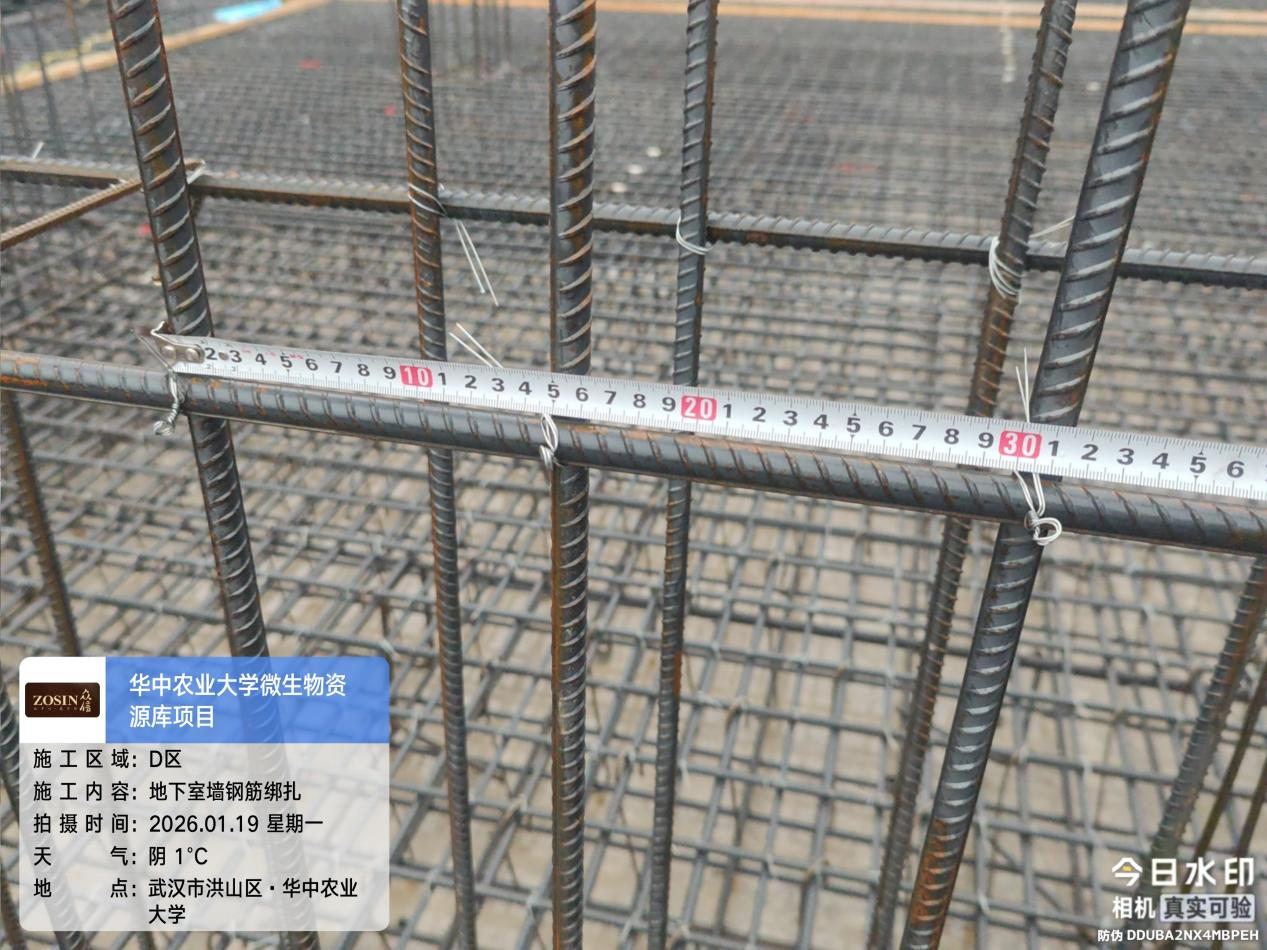 2 3 4 5 6 7 8 9 10 1 2 3 4 5 6 7 8 9 20 1 2 3 4 5 6 7 8 9 30 1 2 3 4 5 6
ZOSIN众信
华中农业大学微生物资
源库项目
施工区域：D区
施工内容：地下室墙钢筋绑扎
拍摄时间：2026.01.19 星期一
天气：阴 1℃
地点：武汉市洪山区·华中农业
大学
今日水印
相机 真实可验
防伪 DDUBA2NX4MBPEH